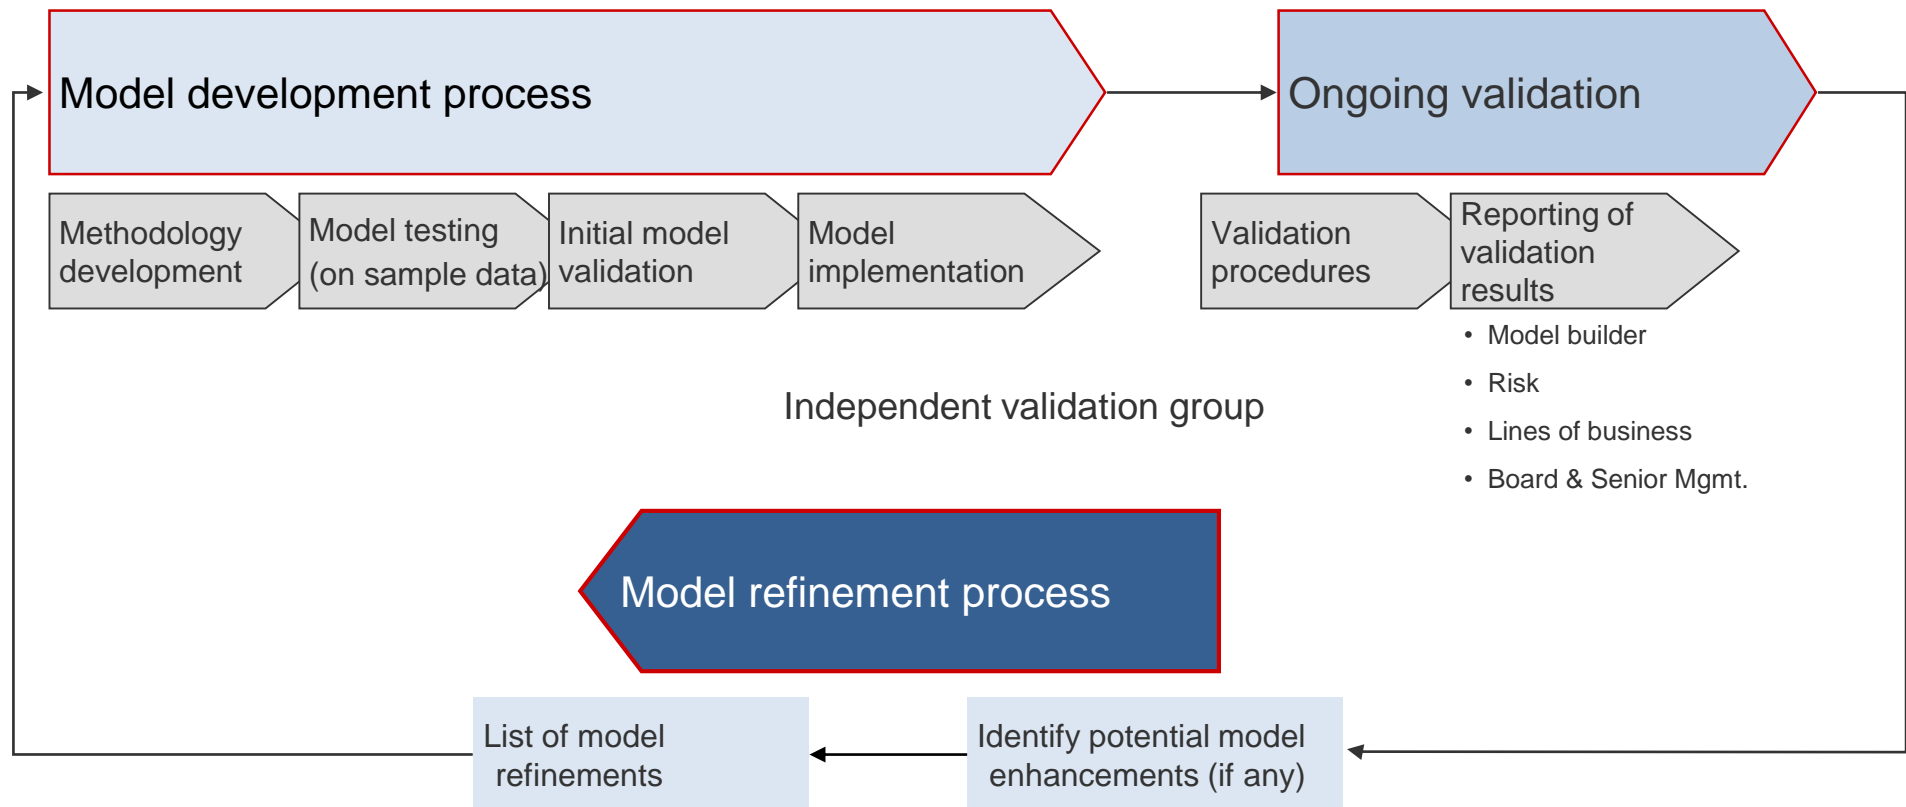 Model development process
Ongoing validation
Methodology
development
Model testing
(on sample data)
Initial model
validation
Model
implementation
Validation
procedures
Reporting of
validation
results
• Model builder
• Risk
• Lines of business
• Board & Senior Mgmt.
Independent validation group
Model refinement process
List of model
refinements
Identify potential model
enhancements (if any)